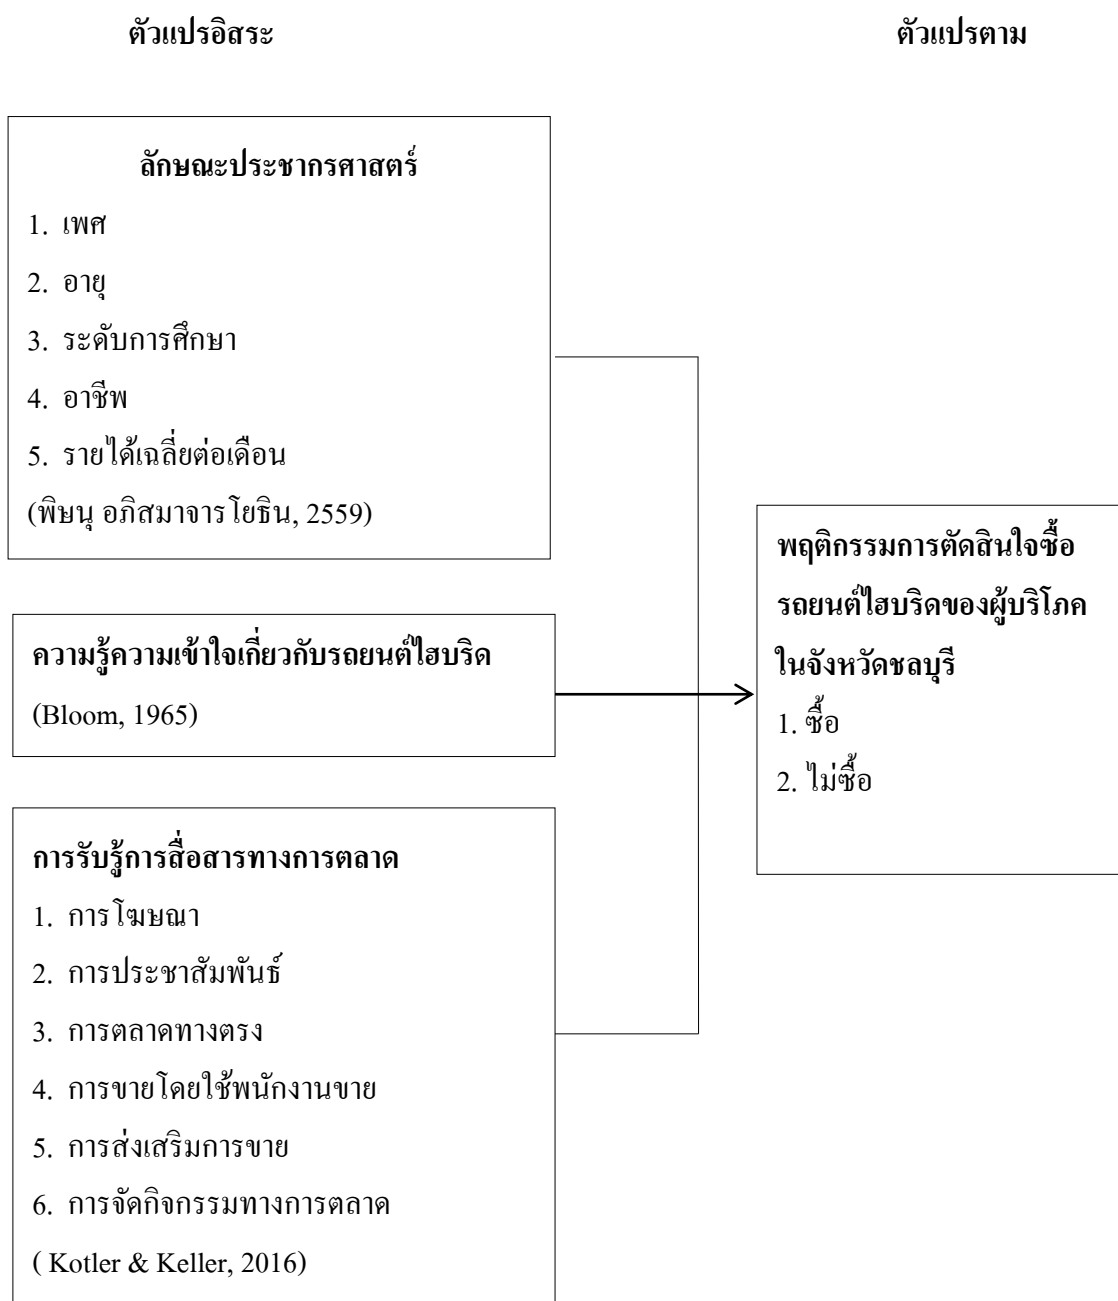 ตัวแปรอิสระ
ตัวแปรตาม
ลักษณะประชากรศาสตร์
1. เพศ
2. อายุ
3. ระดับการศึกษา
4. อาชีพ
5. รายได้เฉลี่ยต่อเดือน
(พิษนุ อภิสมาจารโยธิน, 2559)
ความรู้ความเข้าใจเกี่ยวกับรถยนต์ไฮบริด
(Bloom, 1965)
การรับรู้การสื่อสารทางการตลาด
1. การโฆษณา
2. การประชาสัมพันธ์
3. การตลาดทางตรง
4. การขายโดยใช้พนักงานขาย
5. การส่งเสริมการขาย
6. การจัดกิจกรรมทางการตลาด
( Kotler & Keller, 2016)
พฤติกรรมการตัดสินใจซื้อ
รถยนต์ไฮบริดของผู้บริโภค
ในจังหวัดชลบุรี
1. ซื้อ
2. ไม่ซื้อ